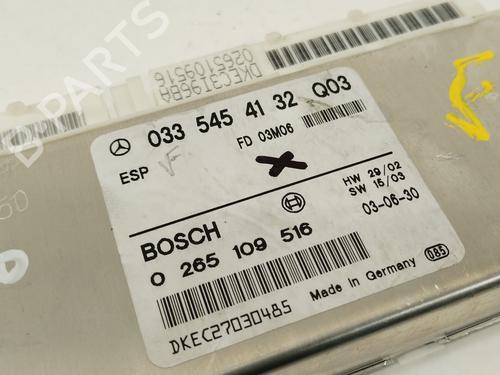 DKEC3196BA
0265109516
033 545 41 32 Q03
ESP
FD 03M06
HW 29/02
SW 15/03
03-06-30
BOSCH
0 265 109 516
DKEC27030485
Made in Germany
085
PARTS